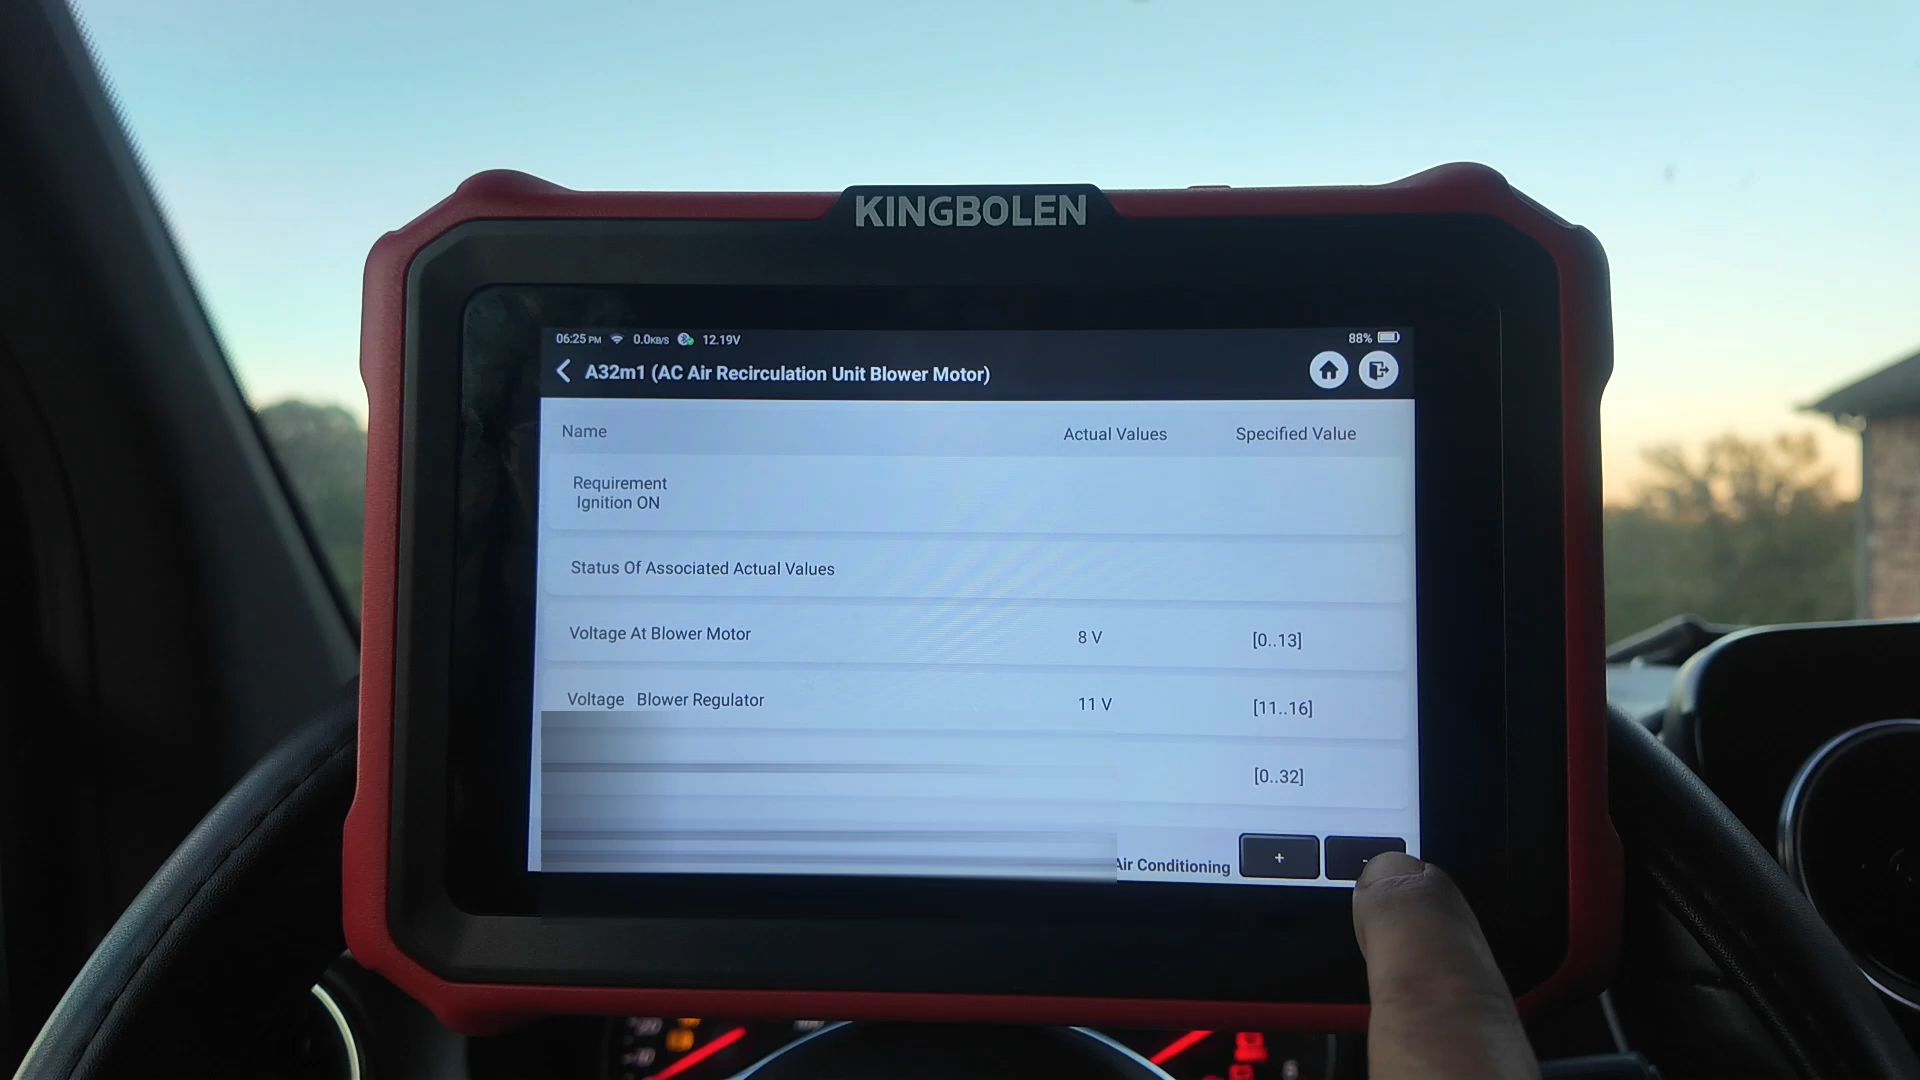 KINGBOLEN
06:25 PM 0.0KB/S 12.19V 88%
A32m1 (AC Air Recirculation Unit Blower Motor)
Name Actual Values Specified Value
Requirement
Ignition ON
Status Of Associated Actual Values
Voltage At Blower Motor 8 V [0..13]
Voltage Blower Regulator 11 V [11..16]
[0..32]
Air Conditioning + -